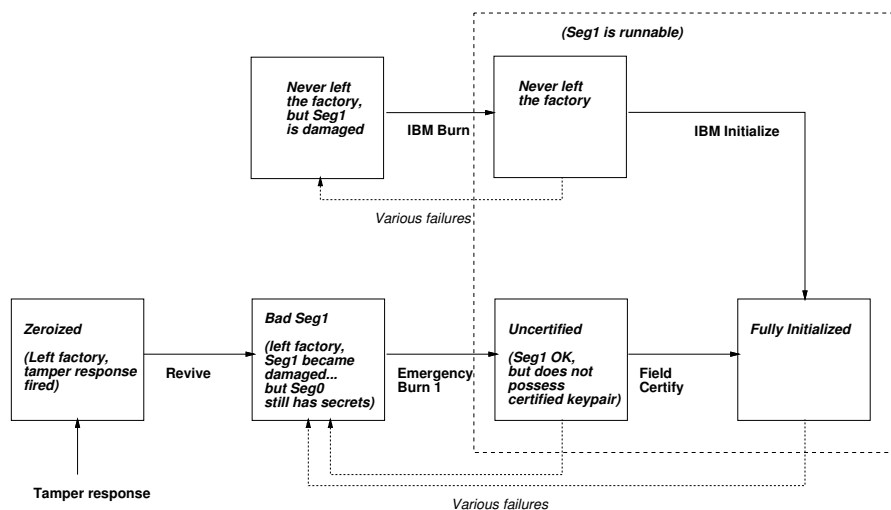 (Seg1 is runnable)
Never left
the factory,
but Seg1
is damaged
IBM Burn
Never left
the factory
IBM Initialize
Various failures
Zeroized
(Left factory,
tamper response
fired)
Revive
Bad Seg1
(left factory,
Seg1 became
damaged...
but Seg0
still has secrets)
Emergency
Burn 1
Uncertified
(Seg1 OK,
but does not
possess
certified keypair)
Field
Certify
Fully Initialized
Tamper response
Various failures